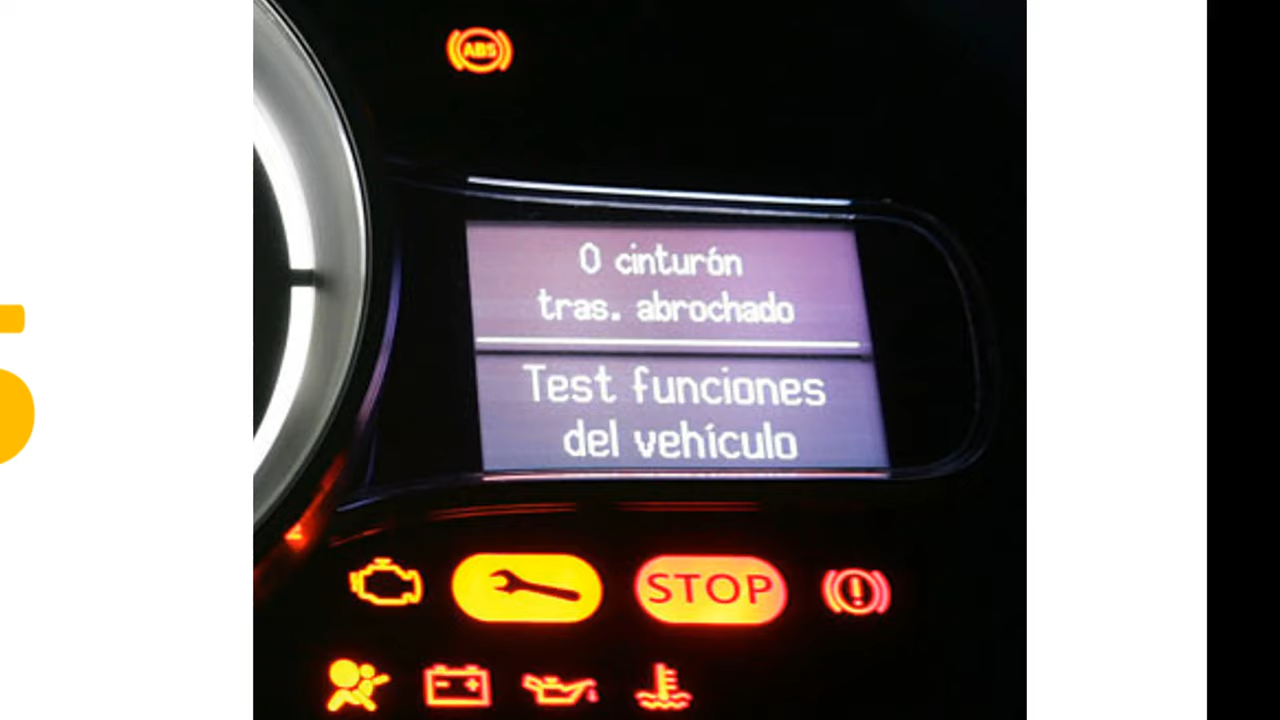 ABS
0 cinturón
tras. abrochado
Test funciones
del vehículo
STOP